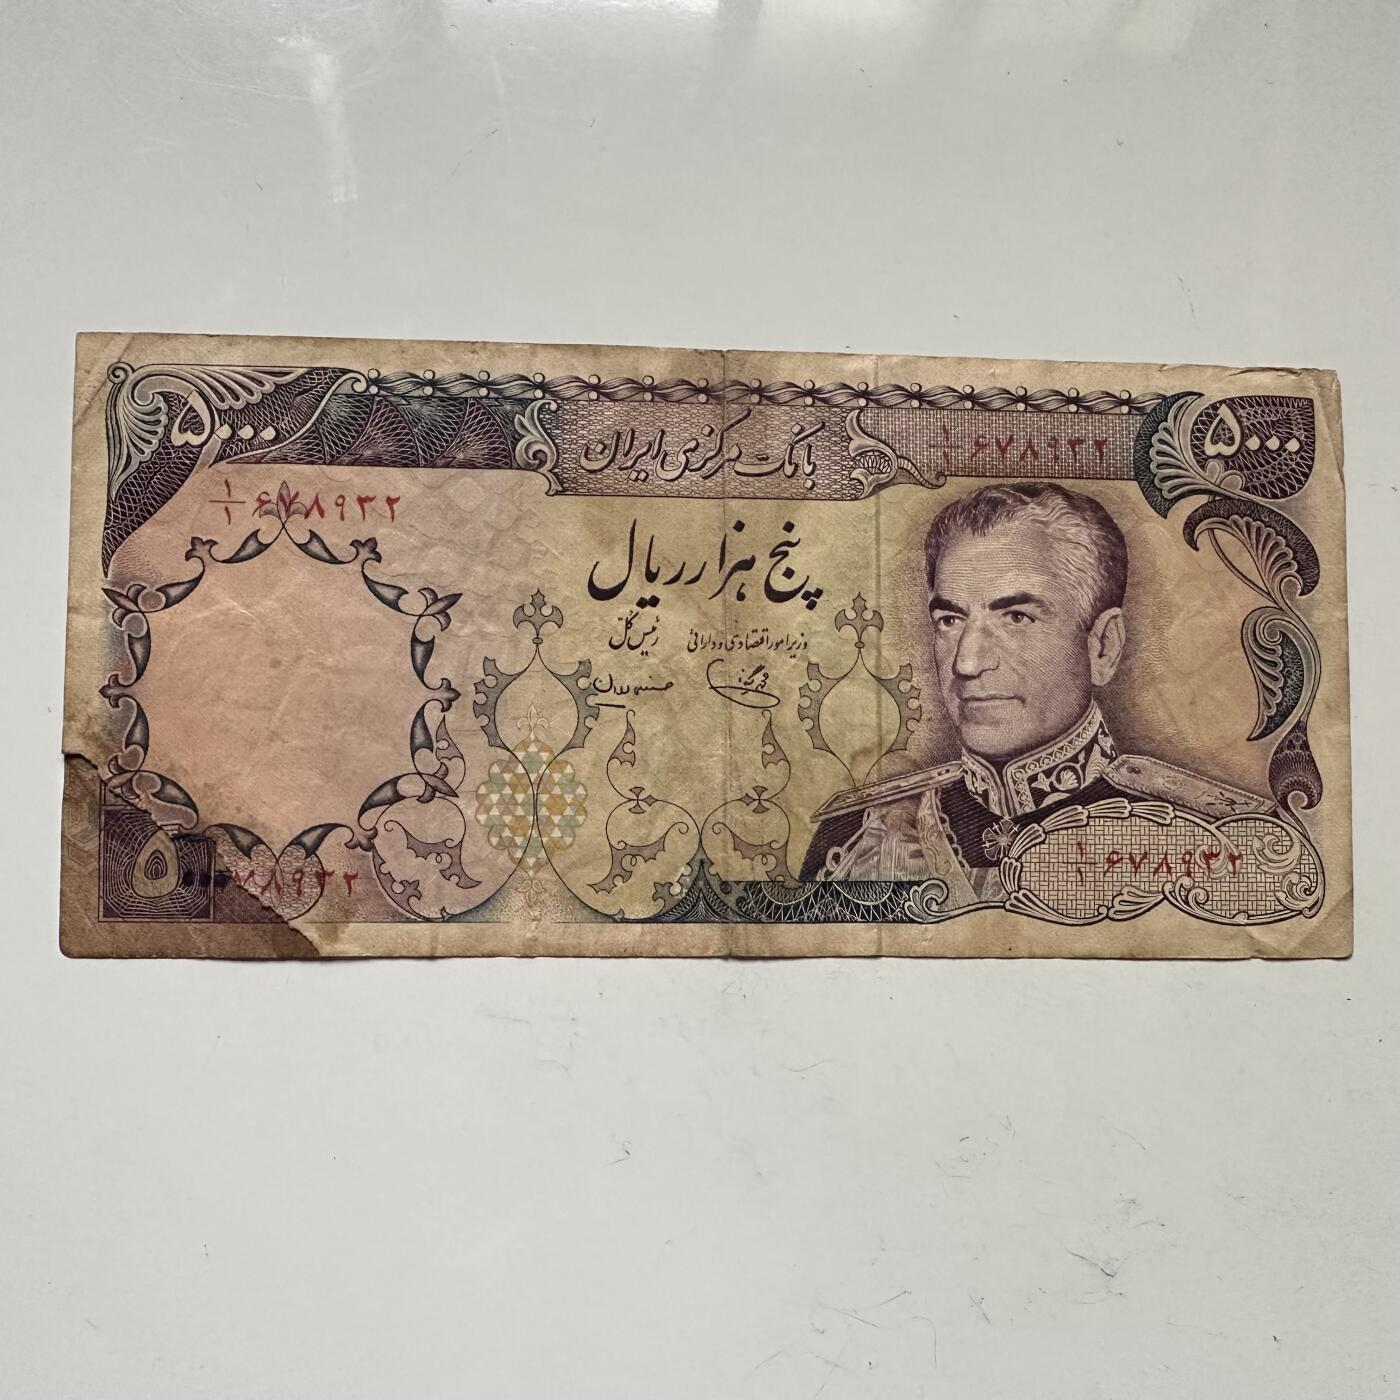 ۵۰۰۰
بانک مرکزی ایران
۱/۱ ۶۷۸۹۳۲
۵۰۰۰
۱/۱ ۶۷۸۹۳۲
پنج هزار ریال
وزیر امور اقتصادی و دارائی
رئیس کل
۱/۱ ۶۷۸۹۳۲
۷۸۹۳۲